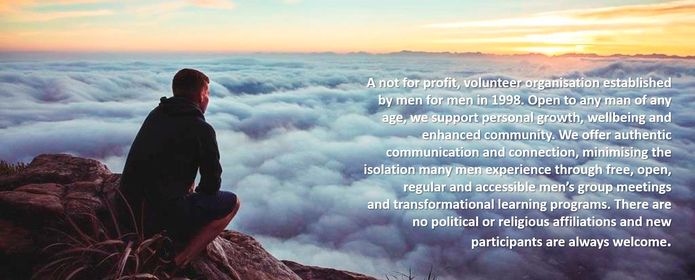 A not for profit, volunteer organisation established
by men for men in 1998. Open to any man of any
age, we support personal growth, wellbeing and
enhanced community. We offer authentic
communication and connection, minimising the
isolation many men experience through free, open,
regular and accessible men's group meetings
and transformational learning programs. There are
no political or religious affiliations and new
participants are always welcome.